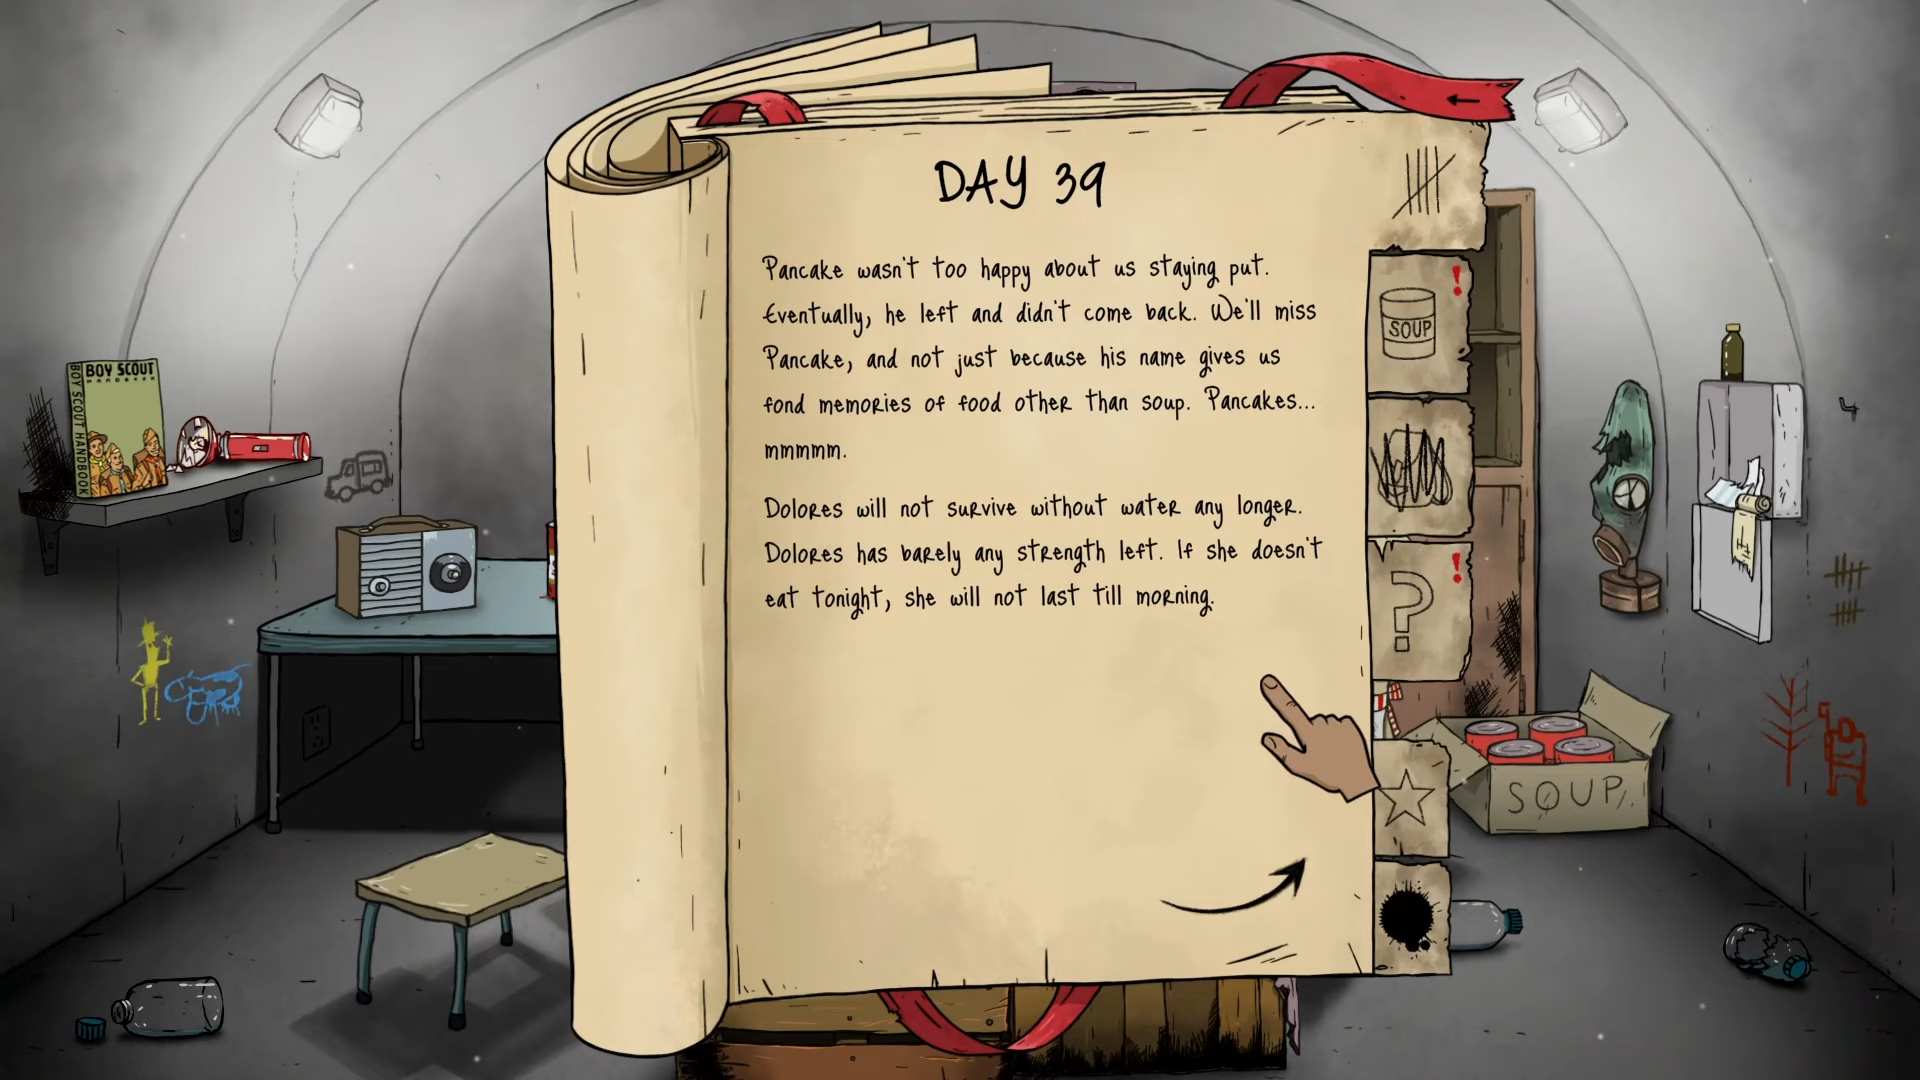 DAY 39
Pancake wasn't too happy about us staying put.
Eventually, he left and didn't come back. We'll miss
Pancake, and not just because his name gives us
fond memories of food other than soup. Pancakes...
mmmmm.
Dolores will not survive without water any longer.
Dolores has barely any strength left. If she doesn't
eat tonight, she will not last till morning.
SOUP
!
?
!
BOY SCOUT
HANDBOOK
BOY SCOUT HANDBOOK
SOUP